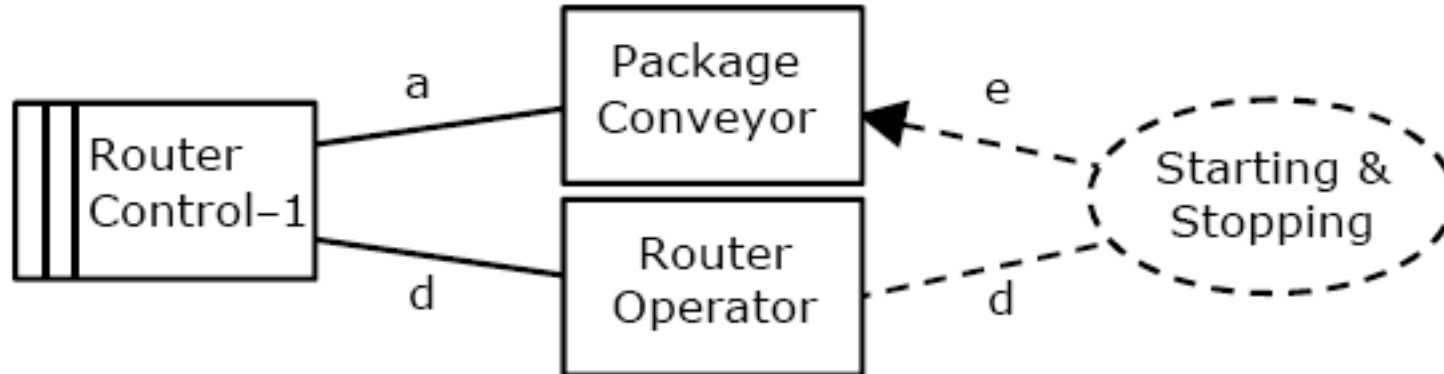 Package
Conveyor
a
e
Router
Control–1
Starting &
Stopping
Router
Operator
d
d